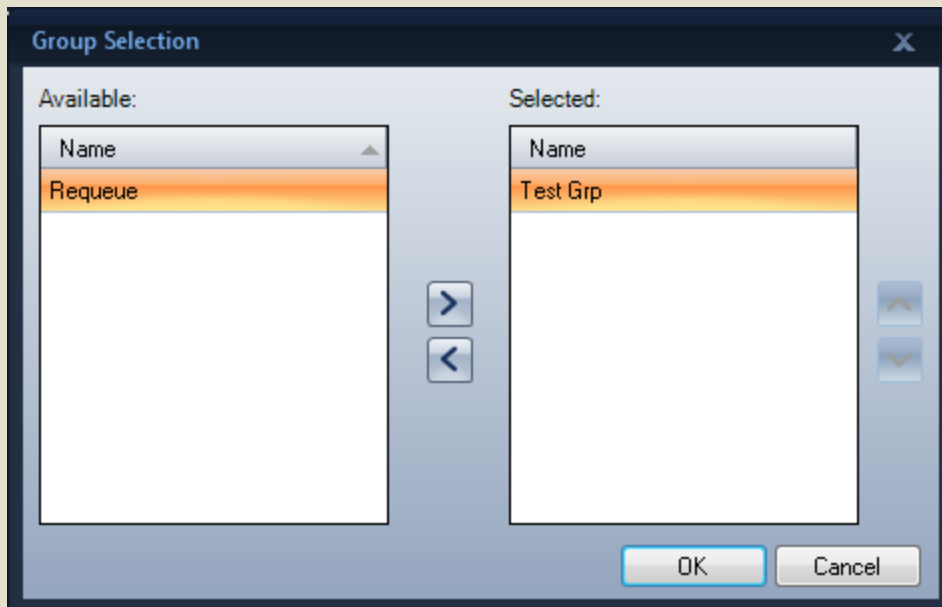 Group Selection
Available:
Selected:
Name
Name
Requeue
Test Grp
OK
Cancel